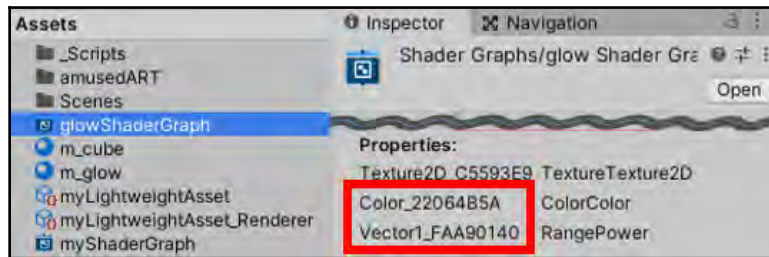 Assets
_Scripts
amusedART
Scenes
glowShaderGraph
m_cube
m_glow
myLightweightAsset
myLightweightAsset_Renderer
myShaderGraph
Inspector
Navigation
Shader Graphs/glow Shader Gra
Open
Properties:
Texture2D_C5593E9 TextureTexture2D
Color_22064B5A ColorColor
Vector1_FAA90140 RangePower